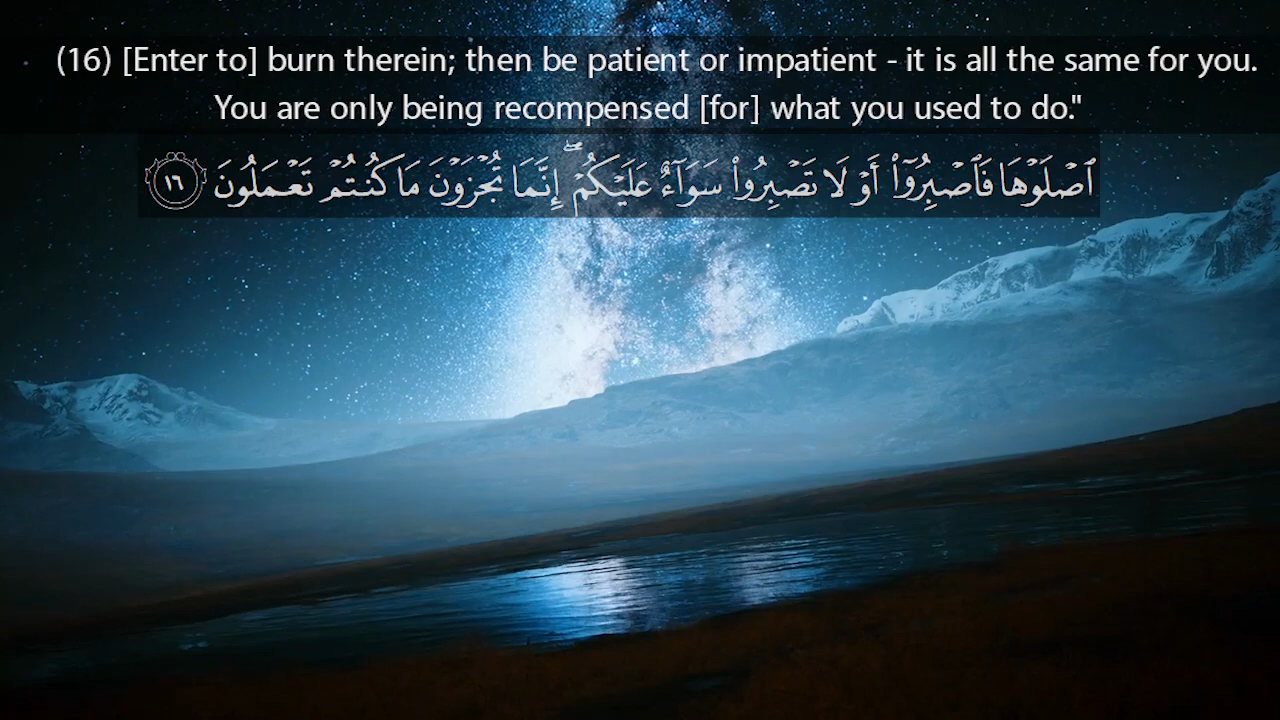 (16) [Enter to] burn therein; then be patient or impatient - it is all the same for you.
You are only being recompensed [for] what you used to do."
ٱصۡلَوۡهَا فَٱصۡبِرُوٓاْ أَوۡ لَا تَصۡبِرُواْ سَوَآءٌ عَلَيۡكُمۡۖ إِنَّمَا تُجۡزَوۡنَ مَا كُنتُمۡ تَعۡمَلُونَ ١٦